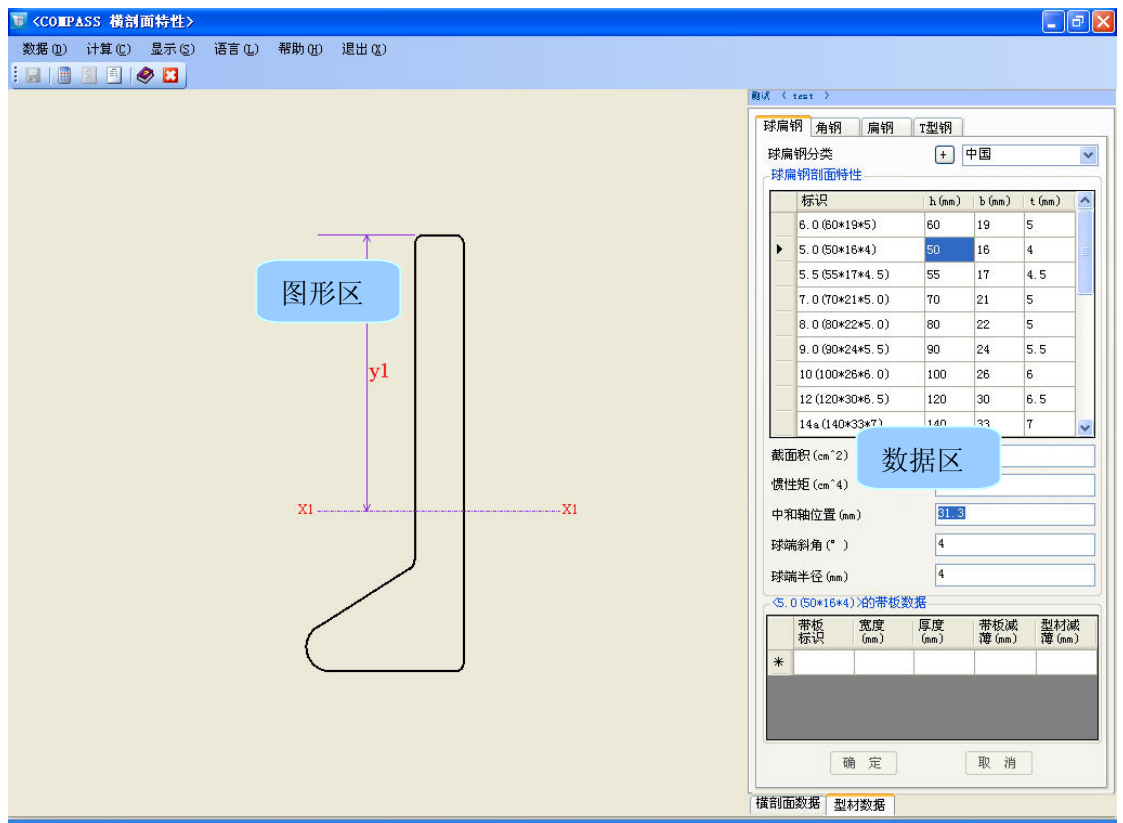 <COMPASS 横剖面特性>
数据(D) 计算(C) 显示(S) 语言(L) 帮助(H) 退出(X)
测试 < test >
球扁钢 角钢 扁钢 T型钢
球扁钢分类 + 中国
球扁钢剖面特性
标识 h(mm) b(mm) t(mm)
6.0(60*19*5) 60 19 5
5.0(50*16*4) 50 16 4
5.5(55*17*4.5) 55 17 4.5
7.0(70*21*5.0) 70 21 5
8.0(80*22*5.0) 80 22 5
9.0(90*24*5.5) 90 24 5.5
10(100*26*6.0) 100 26 6
12(120*30*6.5) 120 30 6.5
14a(140*33*7) 140 33 7
图形区
y1
X1 X1
数据区
截面积(cm^2)
惯性矩(cm^4)
中和轴位置(mm) 31.3
球端斜角(°) 4
球端半径(mm) 4
<5.0(50*16*4)>的带板数据
带板 宽度 厚度 带板减 型材减
标识 (mm) (mm) 薄(mm) 薄(mm)
*
确 定 取 消
横剖面数据 型材数据